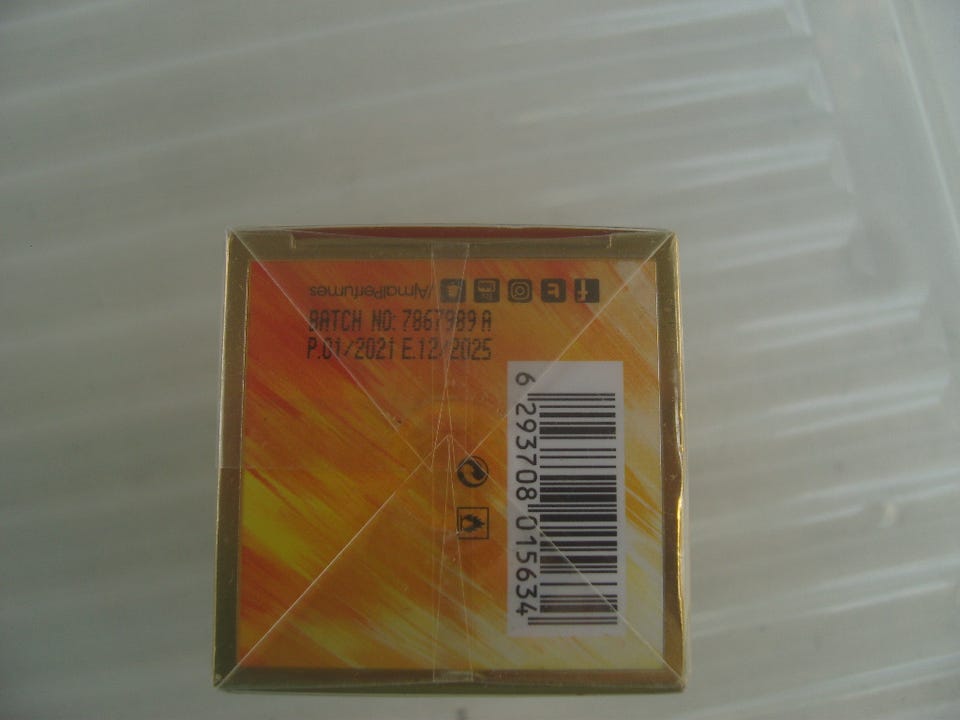 /AjmalPerfumes
BATCH NO: 7867989 A
P.01/2021 E.12/2025
6 293708 015634